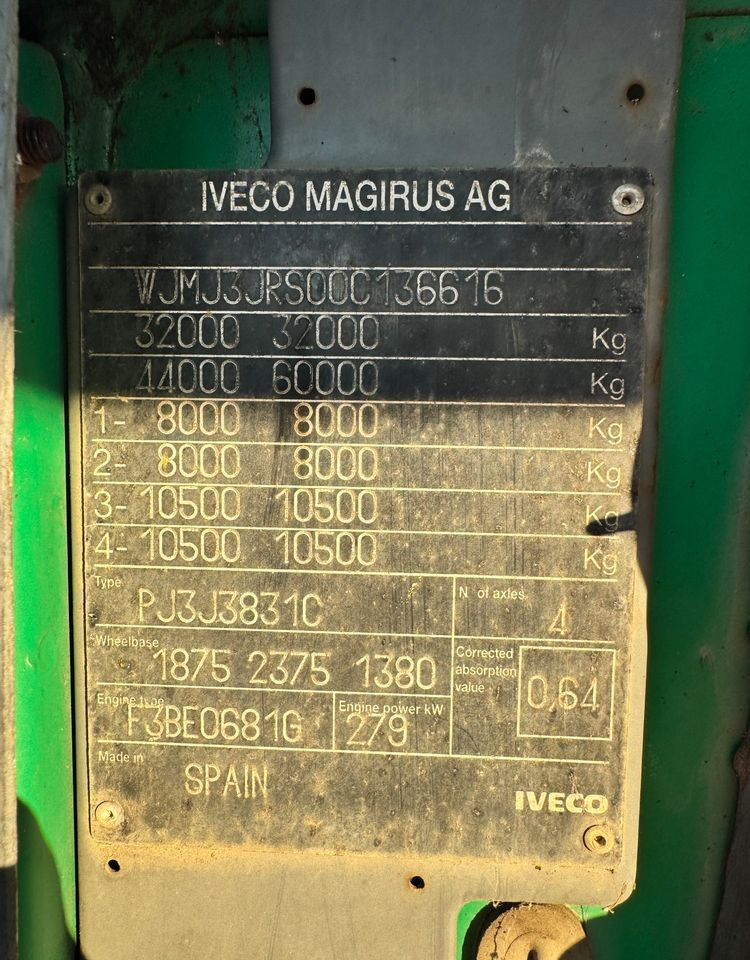 IVECO MAGIRUS AG
WJMJ3JRS00C136616
32000 32000 Kg
44000 60000 Kg
1- 8000 8000 Kg
2- 8000 8000 Kg
3- 10500 10500 Kg
4- 10500 10500 Kg
Type PJ3J3831C N of axles 4
Wheelbase 1875 2375 1380 Corrected absorption value 0,64
Engine type F3BE0681G Engine power kW 279
Made in SPAIN IVECO